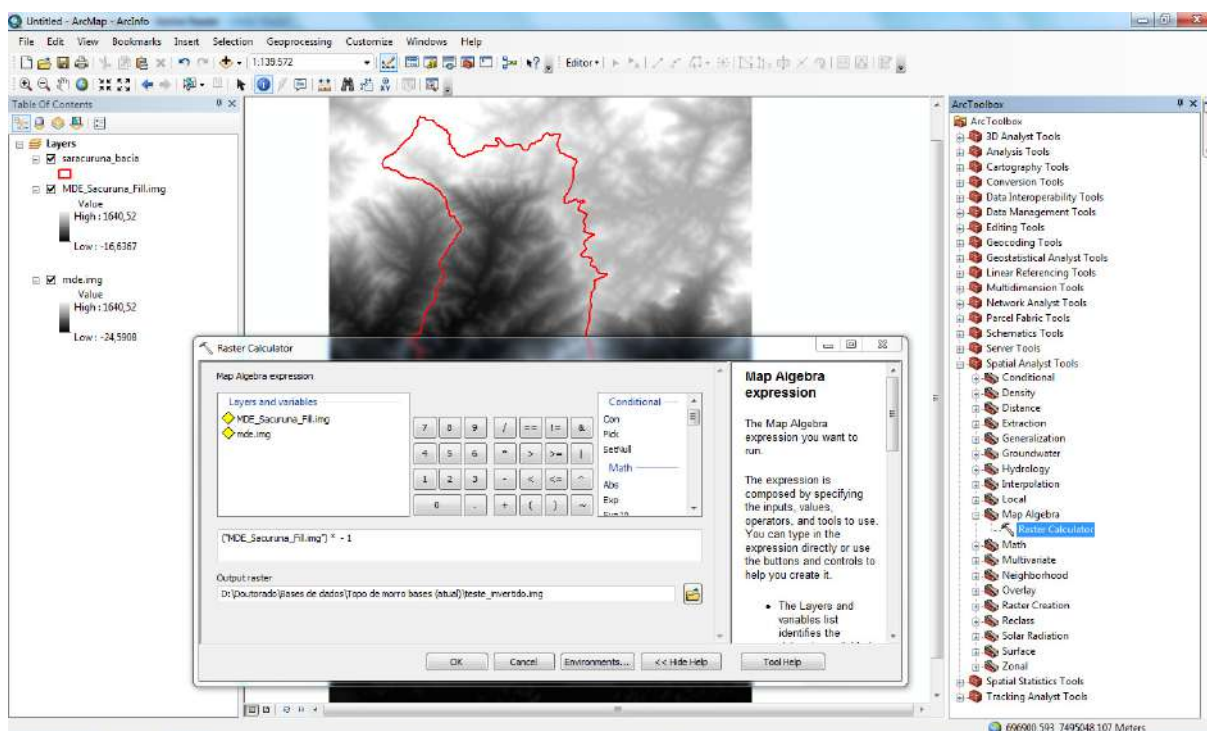 Untitled - ArcMap - ArcInfo
File Edit View Bookmarks Insert Selection Geoprocessing Customize Windows Help
1:139.572
Editor
Table Of Contents
Layers
saracuruna_bacia
MDE_Sacuruna_Fill.img
Value
High : 1640,52
Low : -16,6367
mde.img
Value
High : 1640,52
Low : -24,5908
ArcToolbox
ArcToolbox
3D Analyst Tools
Analysis Tools
Cartography Tools
Conversion Tools
Data Interoperability Tools
Data Management Tools
Editing Tools
Geocoding Tools
Geostatistical Analyst Tools
Linear Referencing Tools
Multidimension Tools
Network Analyst Tools
Parcel Fabric Tools
Schematics Tools
Server Tools
Spatial Analyst Tools
Conditional
Density
Distance
Extraction
Generalization
Groundwater
Hydrology
Interpolation
Local
Map Algebra
Raster Calculator
Math
Multivariate
Neighborhood
Overlay
Raster Creation
Reclass
Solar Radiation
Surface
Zonal
Spatial Statistics Tools
Tracking Analyst Tools
Raster Calculator
Map Algebra expression
Layers and variables
MDE_Sacuruna_Fill.img
mde.img
7 8 9 / == != &
4 5 6 * > >= |
1 2 3 - < <= ^
0 . + ( ) ~
Conditional
Con
Pick
SetNull
Math
Abs
Exp
Exp10
("MDE_Sacuruna_Fill.img") * - 1
Output raster
D:\Doutorado\Bases de dados\Topo de morro bases (atual)\teste_invertido.img
OK Cancel Environments... << Hide Help Tool Help
Map Algebra
expression
The Map Algebra
expression you want to
run.
The expression is
composed by specifying
the inputs, values,
operators, and tools to use.
You can type in the
expression directly or use
the buttons and controls to
help you create it.
• The Layers and
variables list
identifies the
696900,593 7495048,107 Meters